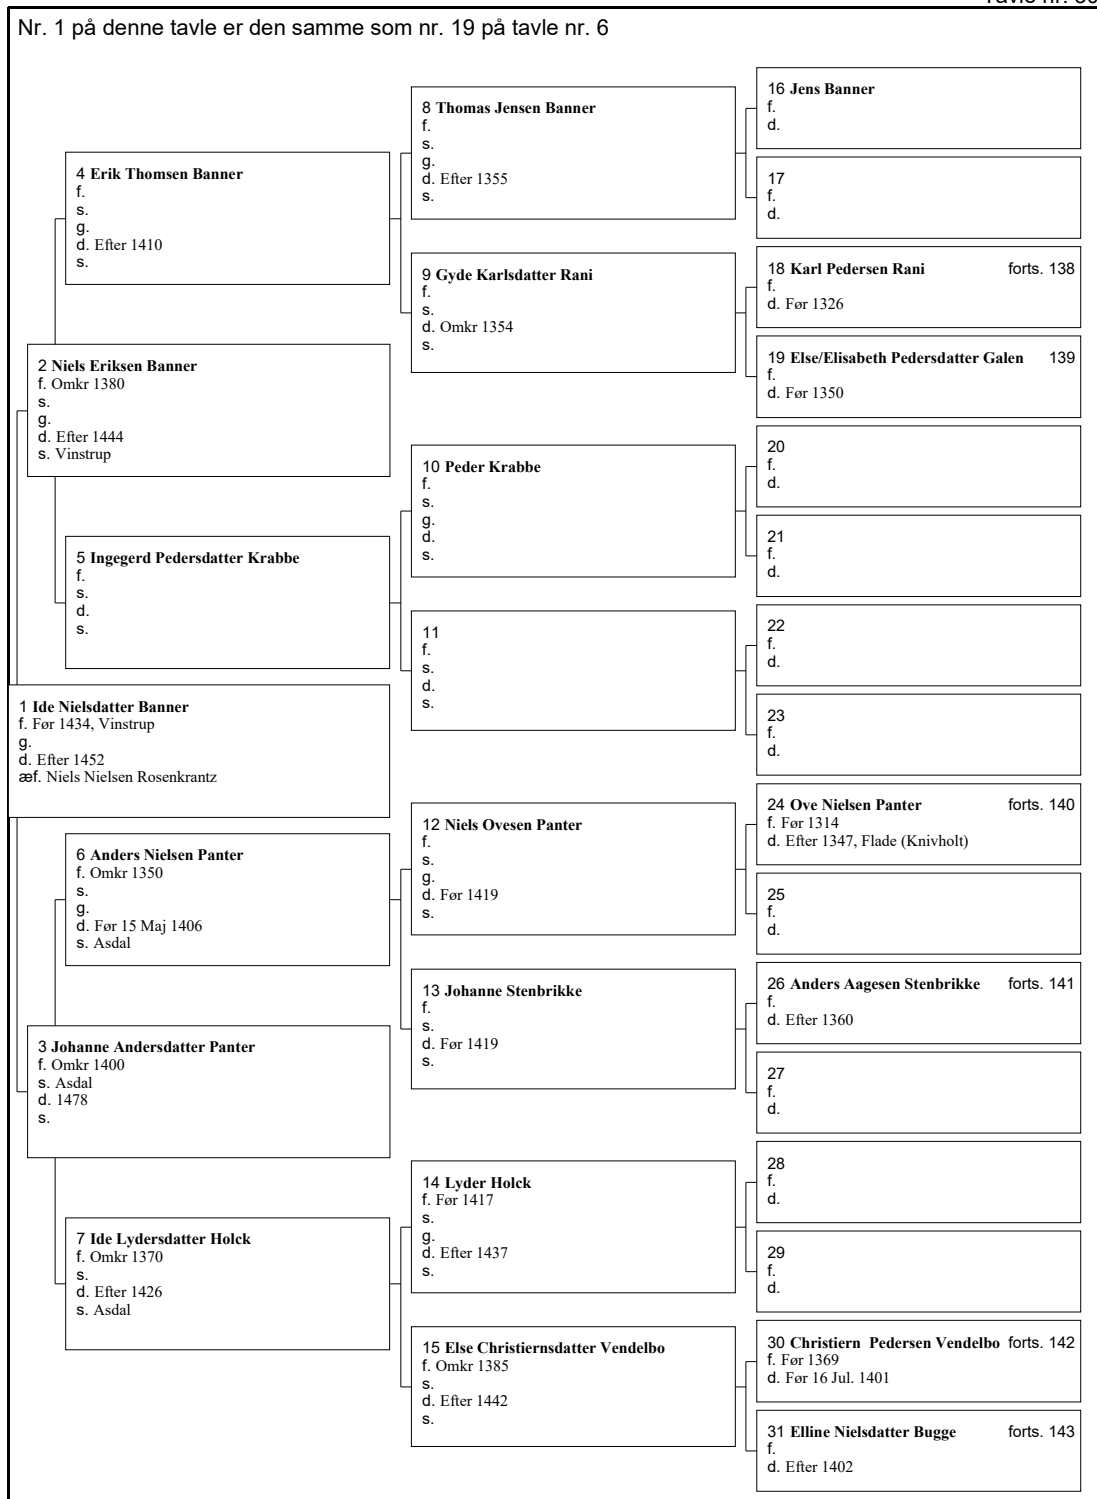 Nr. 1 på denne tavle er den samme som nr. 19 på tavle nr. 6
16 Jens Banner
f.
d.
8 Thomas Jensen Banner
f.
s.
g.
d. Efter 1355
s.
17
f.
d.
4 Erik Thomsen Banner
f.
s.
g.
d. Efter 1410
s.
18 Karl Pedersen Rani forts. 138
f.
d. Før 1326
9 Gyde Karlsdatter Rani
f.
s.
d. Omkr 1354
s.
19 Else/Elisabeth Pedersdatter Galen 139
f.
d. Før 1350
2 Niels Eriksen Banner
f. Omkr 1380
s.
g.
d. Efter 1444
s. Vinstrup
20
f.
d.
10 Peder Krabbe
f.
s.
g.
d.
s.
21
f.
d.
5 Ingegerd Pedersdatter Krabbe
f.
s.
d.
s.
22
f.
d.
11
f.
s.
d.
s.
23
f.
d.
1 Ide Nielsdatter Banner
f. Før 1434, Vinstrup
g.
d. Efter 1452
æf. Niels Nielsen Rosenkrantz
24 Ove Nielsen Panter forts. 140
f. Før 1314
d. Efter 1347, Flade (Knivholt)
12 Niels Ovesen Panter
f.
s.
g.
d. Før 1419
s.
25
f.
d.
6 Anders Nielsen Panter
f. Omkr 1350
s.
g.
d. Før 15 Maj 1406
s. Asdal
26 Anders Aagesen Stenbrikke forts. 141
f.
d. Efter 1360
13 Johanne Stenbrikke
f.
s.
d. Før 1419
s.
27
f.
d.
3 Johanne Andersdatter Panter
f. Omkr 1400
s. Asdal
d. 1478
s.
28
f.
d.
14 Lyder Holck
f. Før 1417
s.
g.
d. Efter 1437
s.
29
f.
d.
7 Ide Lydersdatter Holck
f. Omkr 1370
s.
d. Efter 1426
s. Asdal
30 Christiern Pedersen Vendelbo forts. 142
f. Før 1369
d. Før 16 Jul. 1401
15 Else Christiernsdatter Vendelbo
f. Omkr 1385
s.
d. Efter 1442
s.
31 Elline Nielsdatter Bugge forts. 143
f.
d. Efter 1402